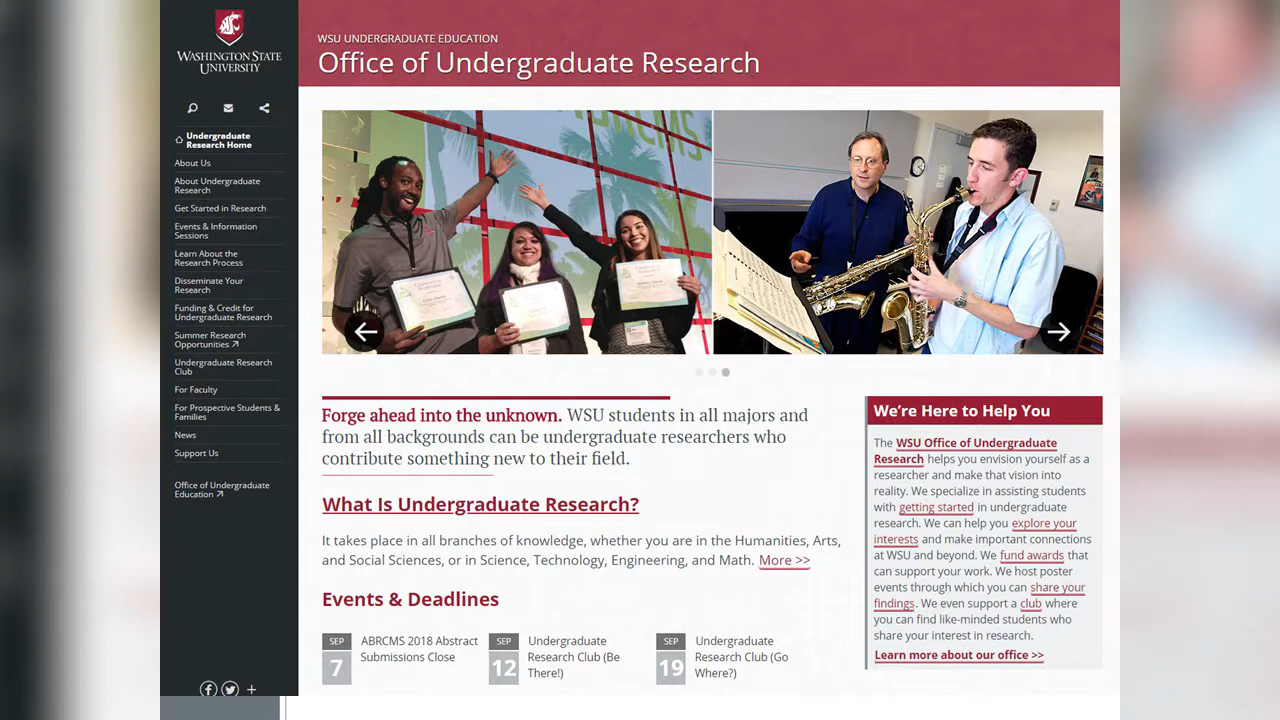 WASHINGTON STATE
UNIVERSITY
Undergraduate
Research Home
About Us
About Undergraduate
Research
Get Started in Research
Events & Information
Sessions
Learn About the
Research Process
Disseminate Your
Research
Funding & Credit for
Undergraduate Research
Summer Research
Opportunities
Undergraduate Research
Club
For Faculty
For Prospective Students &
Families
News
Support Us
Office of Undergraduate
Education
WSU UNDERGRADUATE EDUCATION
Office of Undergraduate Research
Forge ahead into the unknown. WSU students in all majors and
from all backgrounds can be undergraduate researchers who
contribute something new to their field.
What Is Undergraduate Research?
It takes place in all branches of knowledge, whether you are in the Humanities, Arts,
and Social Sciences, or in Science, Technology, Engineering, and Math. More >>
Events & Deadlines
SEP
7
ABRCMS 2018 Abstract
Submissions Close
SEP
12
Undergraduate
Research Club (Be
There!)
SEP
19
Undergraduate
Research Club (Go
Where?)
We're Here to Help You
The WSU Office of Undergraduate
Research helps you envision yourself as a
researcher and make that vision into
reality. We specialize in assisting students
with getting started in undergraduate
research. We can help you explore your
interests and make important connections
at WSU and beyond. We fund awards that
can support your work. We host poster
events through which you can share your
findings. We even support a club where
you can find like-minded students who
share your interest in research.
Learn more about our office >>